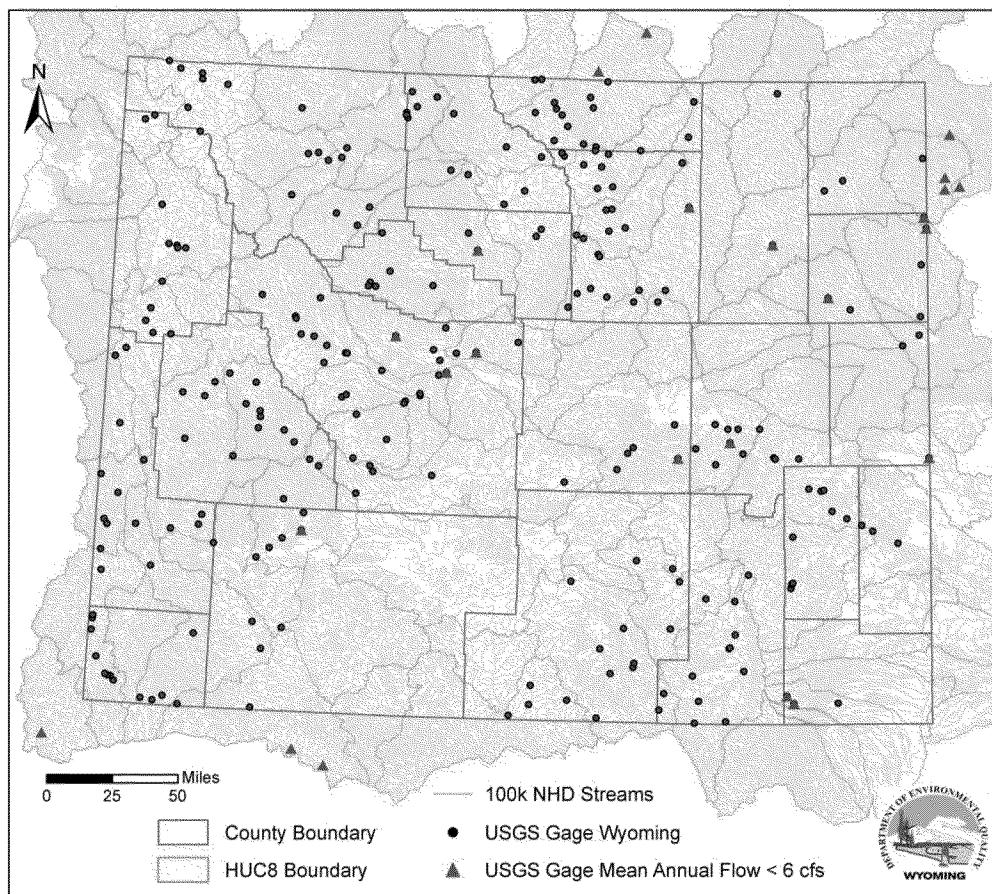 N
Miles
0 25 50
100k NHD Streams
County Boundary
USGS Gage Wyoming
HUC8 Boundary
USGS Gage Mean Annual Flow < 6 cfs
DEPARTMENT OF ENVIRONMENTAL QUALITY
WYOMING